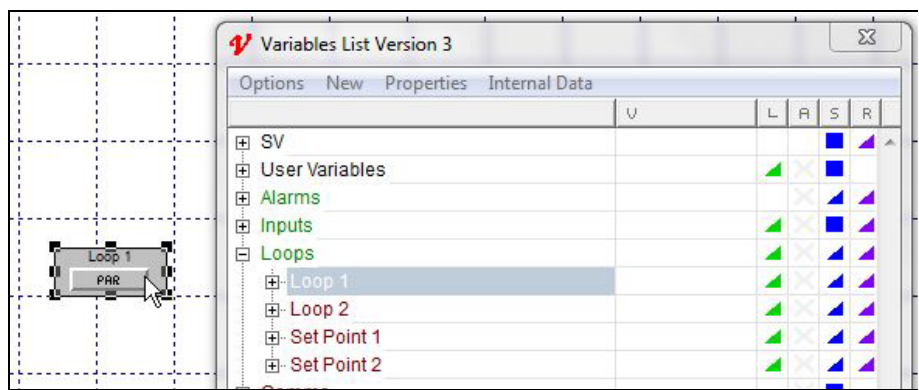 Variables List Version 3
Options New Properties Internal Data
V L A S R
SV
User Variables
Alarms
Inputs
Loops
Loop 1
Loop 2
Set Point 1
Set Point 2
Loop 1
PAR